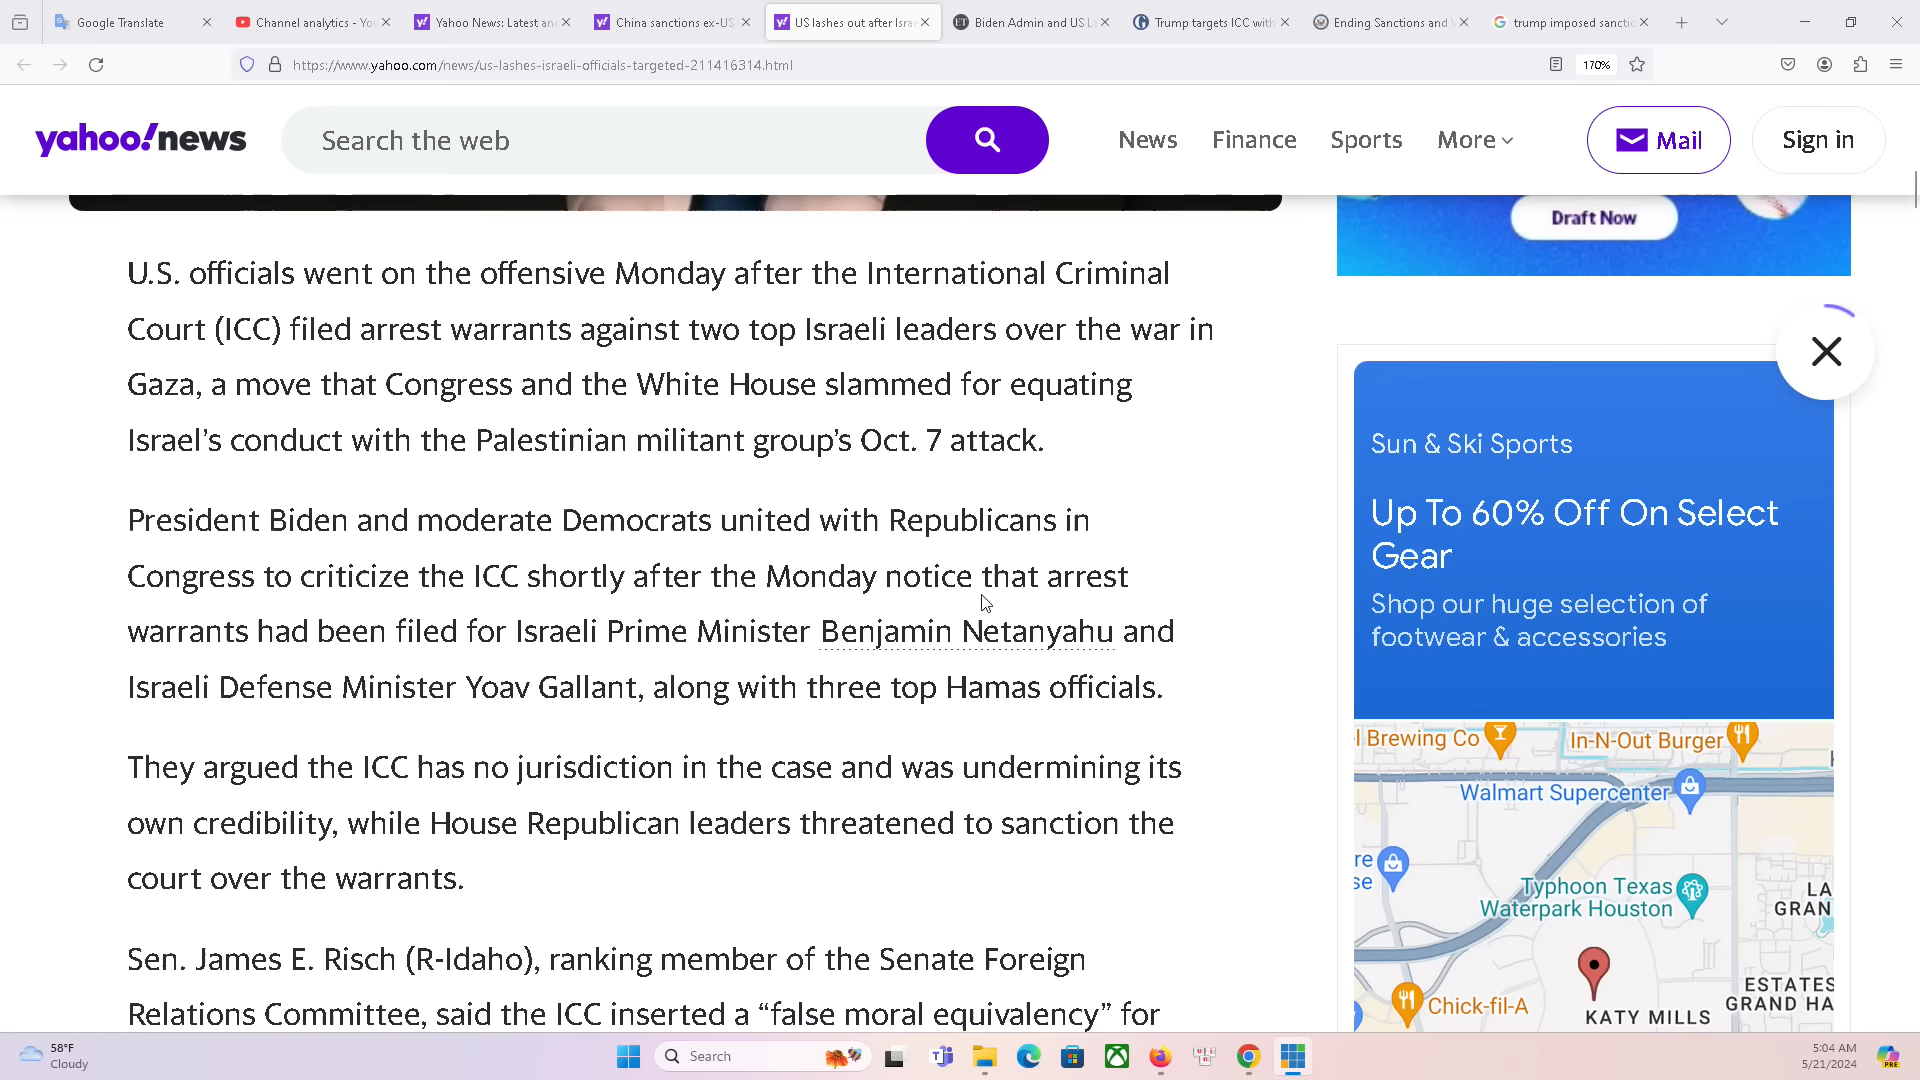 Google Translate
Channel analytics - You
Yahoo News: Latest an
China sanctions ex-US
US lashes out after Isra
Biden Admin and US L
Trump targets ICC with
Ending Sanctions and
trump imposed sancti
https://www.yahoo.com/news/us-lashes-israeli-officials-targeted-211416314.html
170%
yahoo!news
Search the web
News
Finance
Sports
More
Mail
Sign in
Draft Now
U.S. officials went on the offensive Monday after the International Criminal
Court (ICC) filed arrest warrants against two top Israeli leaders over the war in
Gaza, a move that Congress and the White House slammed for equating
Israel’s conduct with the Palestinian militant group’s Oct. 7 attack.
President Biden and moderate Democrats united with Republicans in
Congress to criticize the ICC shortly after the Monday notice that arrest
warrants had been filed for Israeli Prime Minister Benjamin Netanyahu and
Israeli Defense Minister Yoav Gallant, along with three top Hamas officials.
They argued the ICC has no jurisdiction in the case and was undermining its
own credibility, while House Republican leaders threatened to sanction the
court over the warrants.
Sen. James E. Risch (R-Idaho), ranking member of the Senate Foreign
Relations Committee, said the ICC inserted a “false moral equivalency” for
Sun & Ski Sports
Up To 60% Off On Select
Gear
Shop our huge selection of
footwear & accessories
l Brewing Co
In-N-Out Burger
Walmart Supercenter
re
se
Typhoon Texas
Waterpark Houston
LA
GRAN
Chick-fil-A
KATY MILLS
ESTATES
GRAND HA
58°F
Cloudy
Search
5:04 AM
5/21/2024
PRE